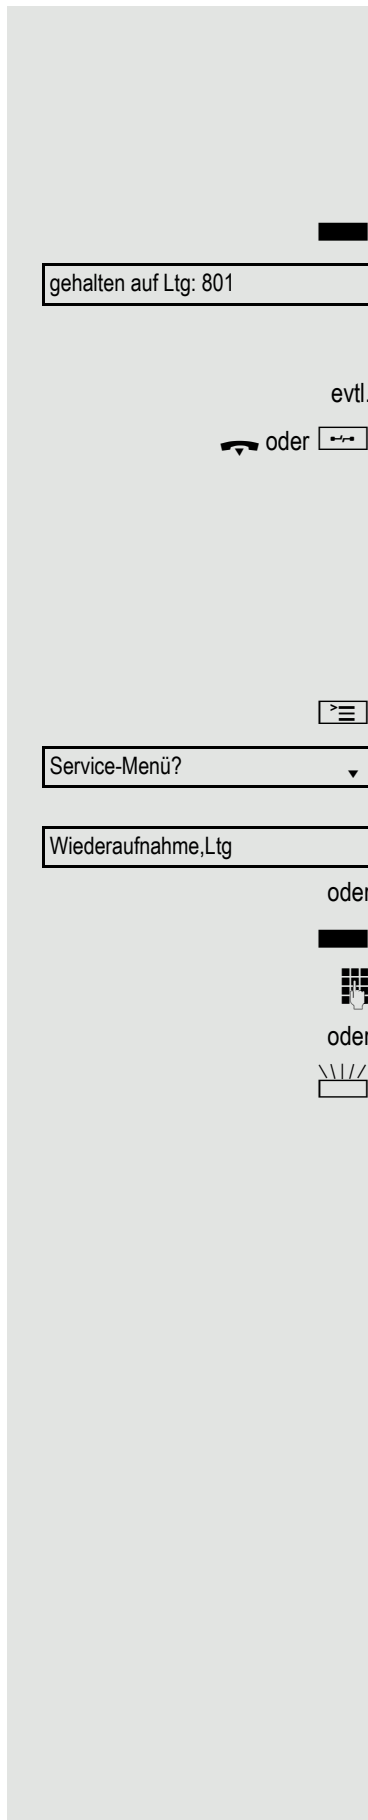 gehalten auf Ltg: 801
evtl.
oder
Service-Menü?
Wiederaufnahme,Ltg
oder
oder